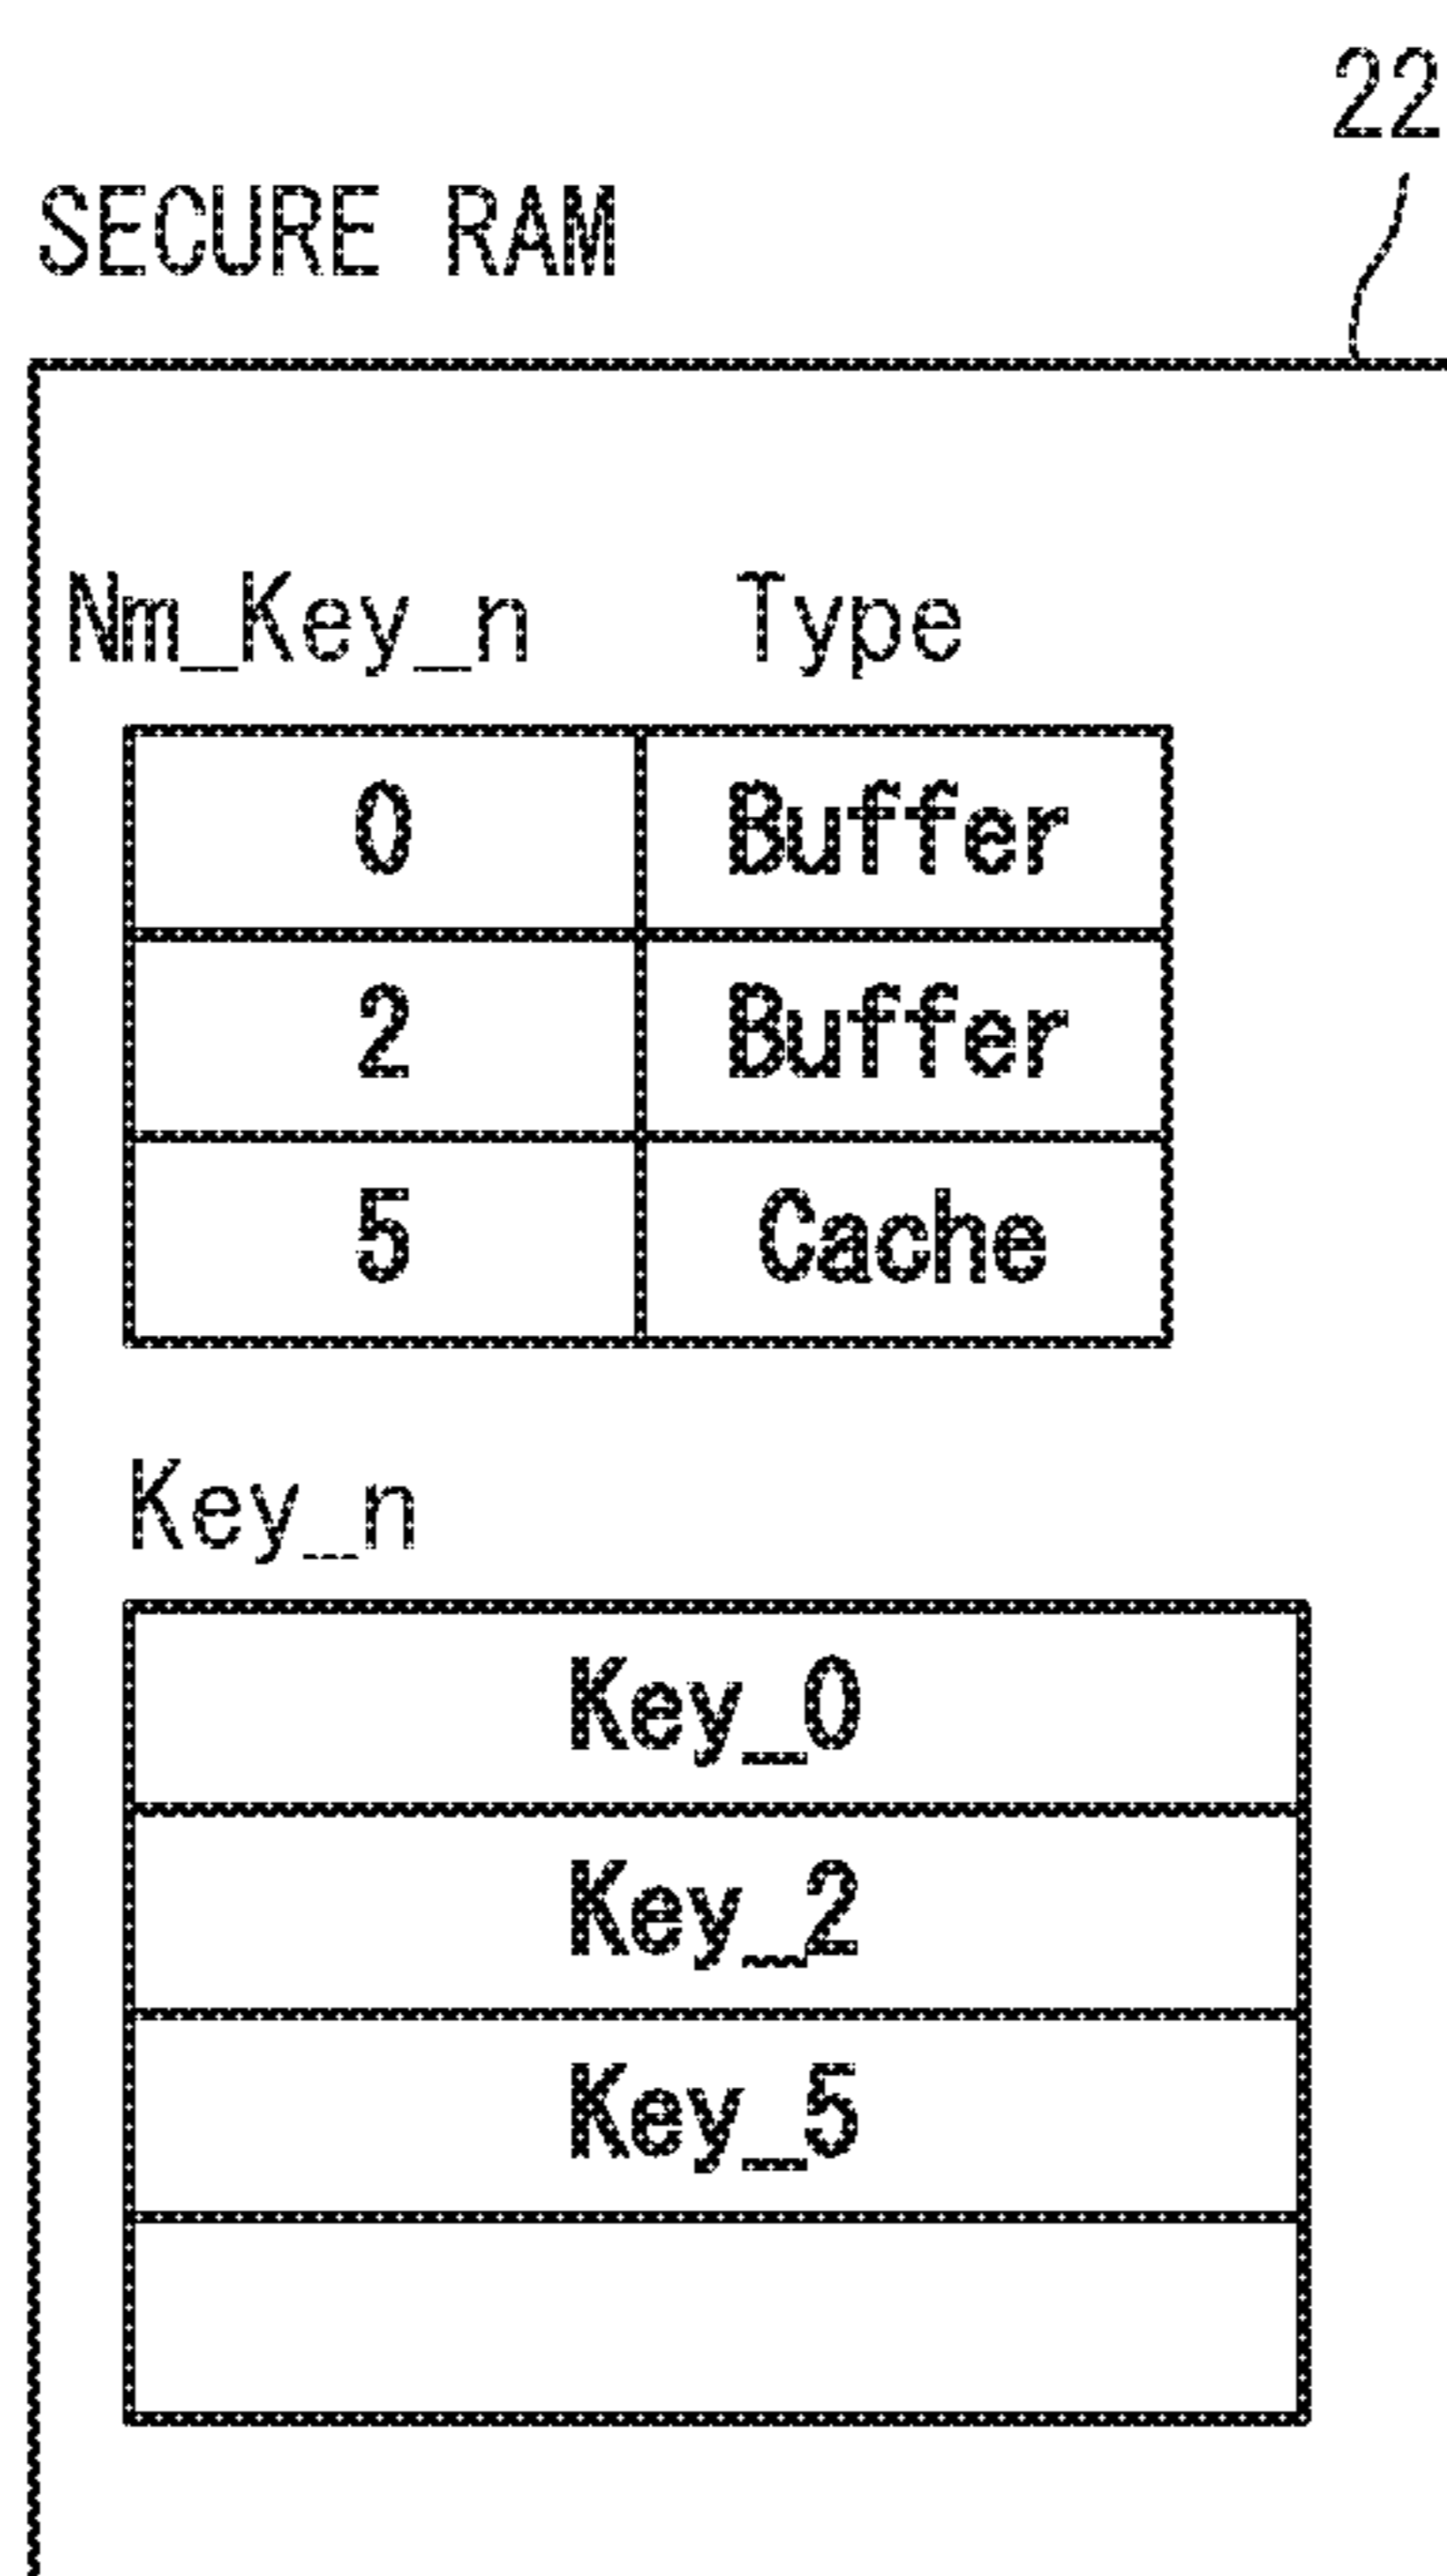 22
SECURE RAM
Nm_Key_n Type
0 Buffer
2 Buffer
5 Cache
Key_n
Key_0
Key_2
Key_5